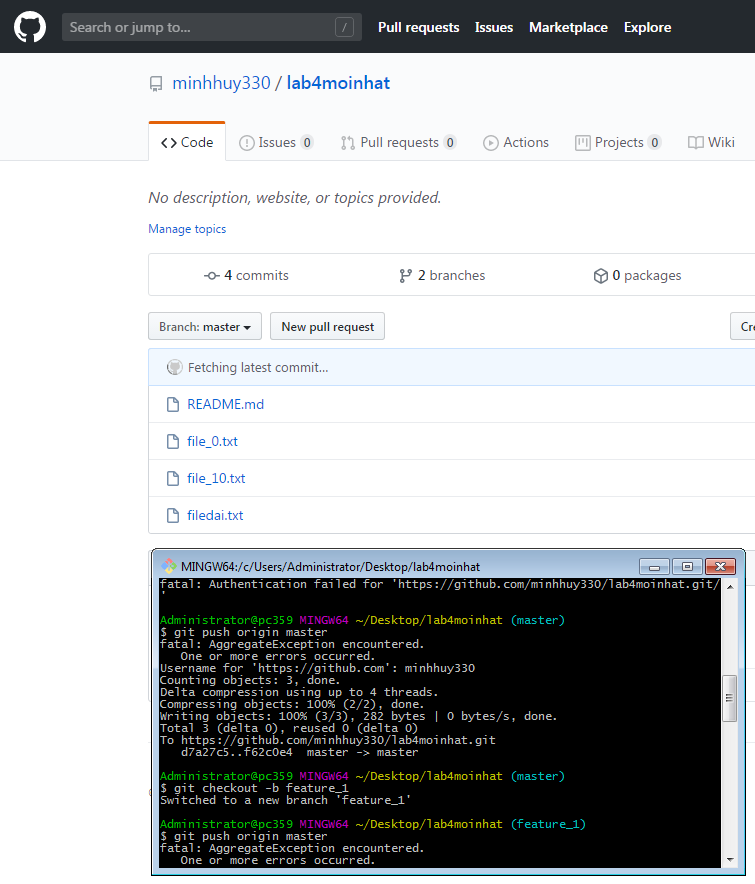 Search or jump to... / Pull requests Issues Marketplace Explore
minhhuy330 / lab4moinhat
<> Code Issues 0 Pull requests 0 Actions Projects 0 Wiki
No description, website, or topics provided.
Manage topics
4 commits 2 branches 0 packages
Branch: master New pull request Cre
Fetching latest commit...
README.md
file_0.txt
file_10.txt
filedai.txt
MINGW64:/c/Users/Administrator/Desktop/lab4moinhat
fatal: Authentication failed for 'https://github.com/minhhuy330/lab4moinhat.git/
'
Administrator@pc359 MINGW64 ~/Desktop/lab4moinhat (master)
$ git push origin master
fatal: AggregateException encountered.
One or more errors occurred.
Username for 'https://github.com': minhhuy330
Counting objects: 3, done.
Delta compression using up to 4 threads.
Compressing objects: 100% (2/2), done.
Writing objects: 100% (3/3), 282 bytes | 0 bytes/s, done.
Total 3 (delta 0), reused 0 (delta 0)
To https://github.com/minhhuy330/lab4moinhat.git
d7a27c5..f62c0e4 master -> master
Administrator@pc359 MINGW64 ~/Desktop/lab4moinhat (master)
$ git checkout -b feature_1
Switched to a new branch 'feature_1'
Administrator@pc359 MINGW64 ~/Desktop/lab4moinhat (feature_1)
$ git push origin master
fatal: AggregateException encountered.
One or more errors occurred.